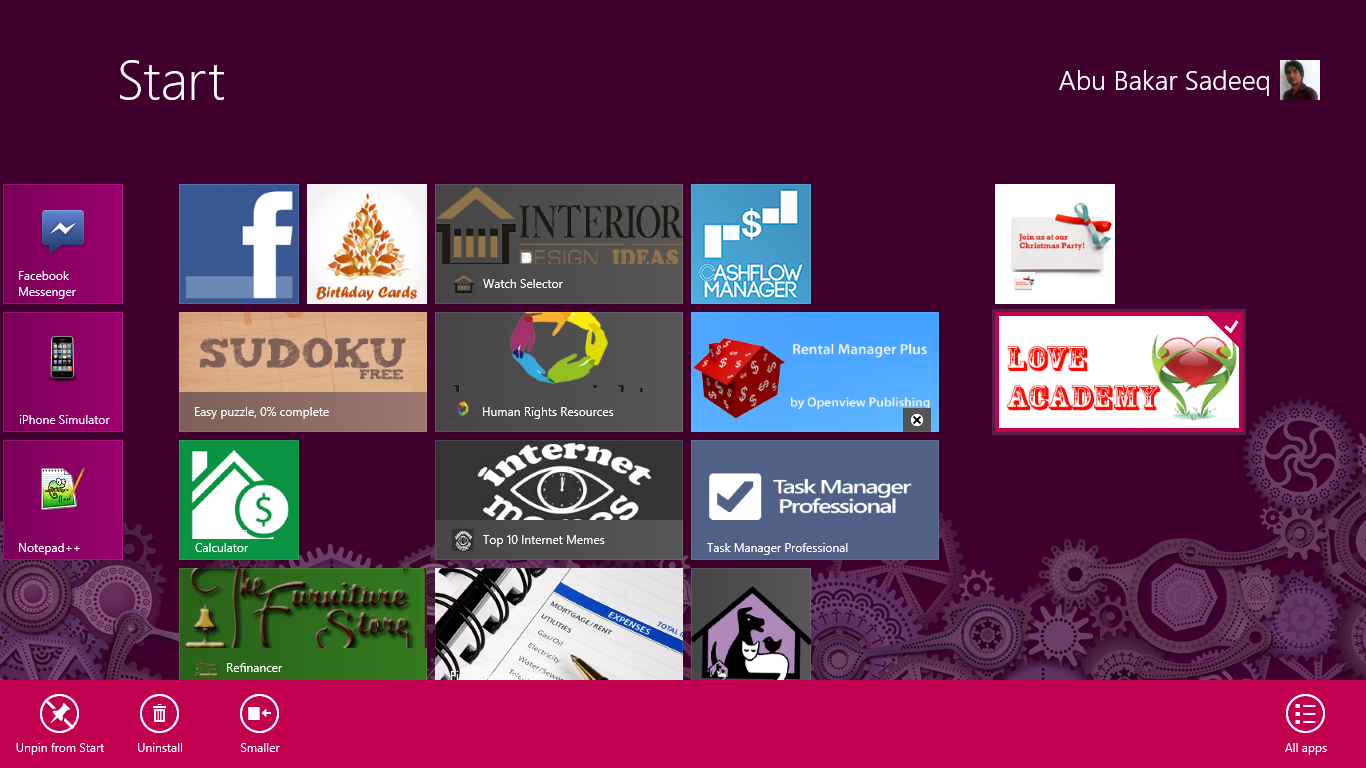 Start
Abu Bakar Sadeeq
Facebook
Messenger
f
Birthday Cards
INTERIOR
DESIGN IDEAS
Watch Selector
$
CASHFLOW
MANAGER
Join us at our
Christmas Party!
iPhone Simulator
SUDOKU
FREE
Easy puzzle, 0% complete
Human Rights Resources
Rental Manager Plus
by Openview Publishing
LOVE
ACADEMY
Notepad++
$
Calculator
internet
memes
Top 10 Internet Memes
Task Manager
Professional
Task Manager Professional
The
Furniture
Store
Refinancer
EXPENSES
MORTGAGE/RENT
UTILITIES
Gas/Oil
Electricity
Unpin from Start
Uninstall
Smaller
All apps